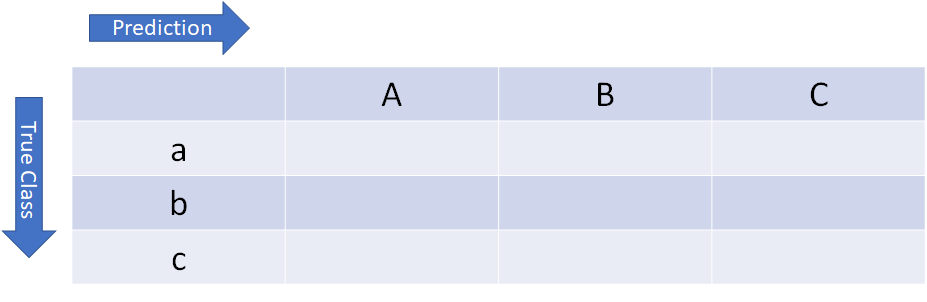 Prediction
True Class
A B C
a
b
c